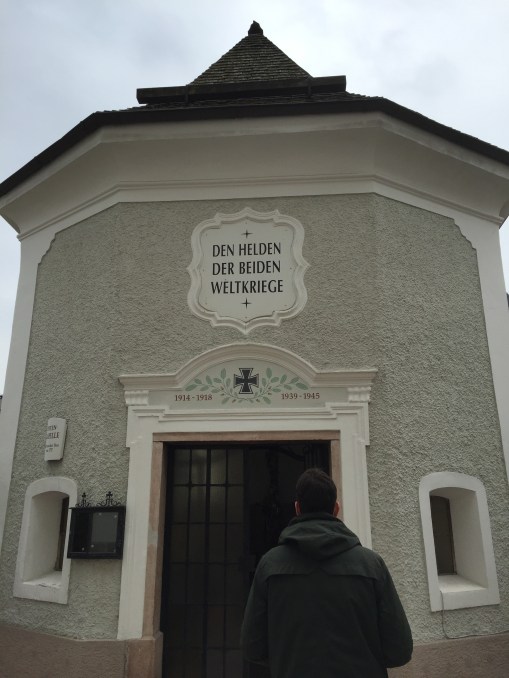 DEN HELDEN
DER BEIDEN
WELTKRIEGE
1914 - 1918
1939 - 1945